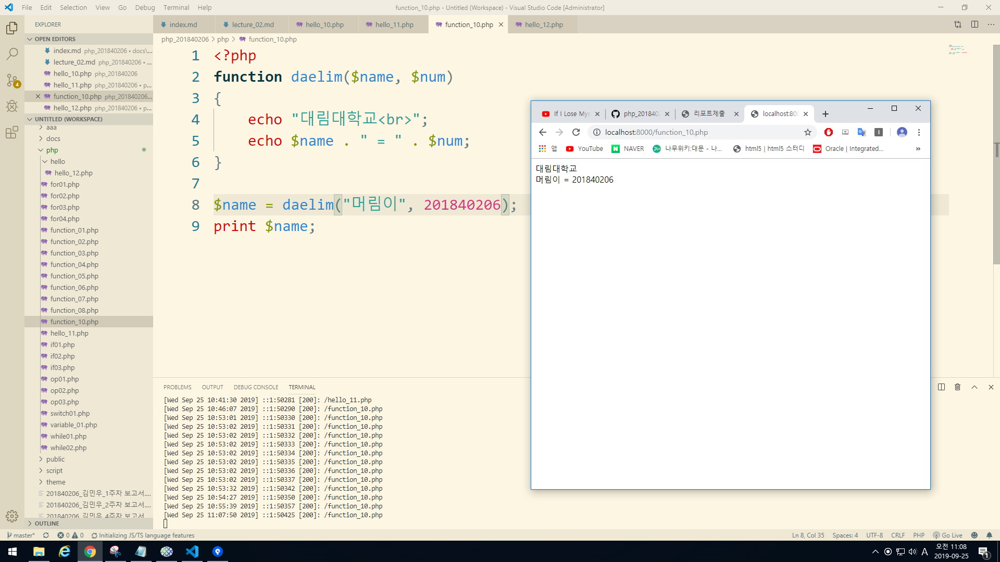 File Edit Selection View Go Debug Terminal Help
function_10.php - Untitled (Workspace) - Visual Studio Code [Administrator]
EXPLORER
OPEN EDITORS
index.md php_201840206 • docs\...
lecture_02.md php_201840206 • ...
hello_10.php php_201840206
hello_11.php php_201840206 • p...
function_10.php php_201840206...
hello_12.php php_201840206 • p...
UNTITLED (WORKSPACE)
aaa
docs
php
hello
hello_12.php
for01.php
for02.php
for03.php
for04.php
function_01.php
function_02.php
function_03.php
function_04.php
function_05.php
function_06.php
function_07.php
function_08.php
function_10.php
hello_11.php
if01.php
if02.php
if03.php
op01.php
op02.php
op03.php
switch01.php
variable_01.php
while01.php
while02.php
public
script
theme
201840206_김민우_1주차 보고서....
201840206_김민우_2주차 보고서....
201840206_김민우_4주차 보고서....
OUTLINE
index.md lecture_02.md hello_10.php hello_11.php function_10.php hello_12.php
php_201840206 > php > function_10.php
1 <?php
2 function daelim($name, $num)
3 {
4 echo "대림대학교<br>";
5 echo $name . " = " . $num;
6 }
7
8 $name = daelim("머림이", 201840206);
9 print $name;
If I Lose Mys php_201840 리포트제출 localhost:800
localhost:8000/function_10.php
앱 YouTube NAVER 나무위키:대문 - 나... html5 | html5 스터디 Oracle | Integrated... »
대림대학교
머림이 = 201840206
PROBLEMS OUTPUT DEBUG CONSOLE TERMINAL
[Wed Sep 25 10:41:30 2019] ::1:50281 [200]: /hello_11.php
[Wed Sep 25 10:46:07 2019] ::1:50290 [200]: /function_10.php
[Wed Sep 25 10:53:01 2019] ::1:50330 [200]: /function_10.php
[Wed Sep 25 10:53:02 2019] ::1:50331 [200]: /function_10.php
[Wed Sep 25 10:53:02 2019] ::1:50332 [200]: /function_10.php
[Wed Sep 25 10:53:02 2019] ::1:50333 [200]: /function_10.php
[Wed Sep 25 10:53:02 2019] ::1:50334 [200]: /function_10.php
[Wed Sep 25 10:53:02 2019] ::1:50335 [200]: /function_10.php
[Wed Sep 25 10:53:02 2019] ::1:50336 [200]: /function_10.php
[Wed Sep 25 10:53:02 2019] ::1:50337 [200]: /function_10.php
[Wed Sep 25 10:53:32 2019] ::1:50342 [200]: /function_10.php
[Wed Sep 25 10:54:27 2019] ::1:50350 [200]: /function_10.php
[Wed Sep 25 10:55:39 2019] ::1:50357 [200]: /function_10.php
[Wed Sep 25 11:07:50 2019] ::1:50425 [200]: /function_10.php
master* 0 0 Initializing JS/TS language features
Ln 8, Col 35 Spaces: 4 UTF-8 CRLF PHP Go Live
A 오전 11:08
2019-09-25
1
4